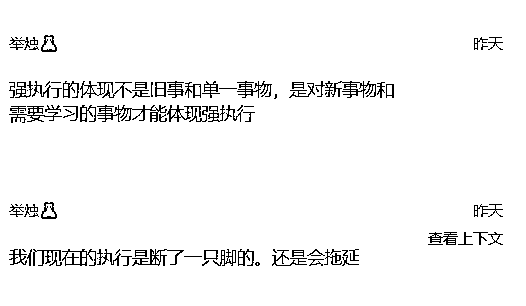 举烛
昨天
强执行的体现不是旧事和单一事物，是对新事物和
需要学习的事物才能体现强执行
举烛
昨天
查看上下文
我们现在的执行是断了一只脚的。还是会拖延